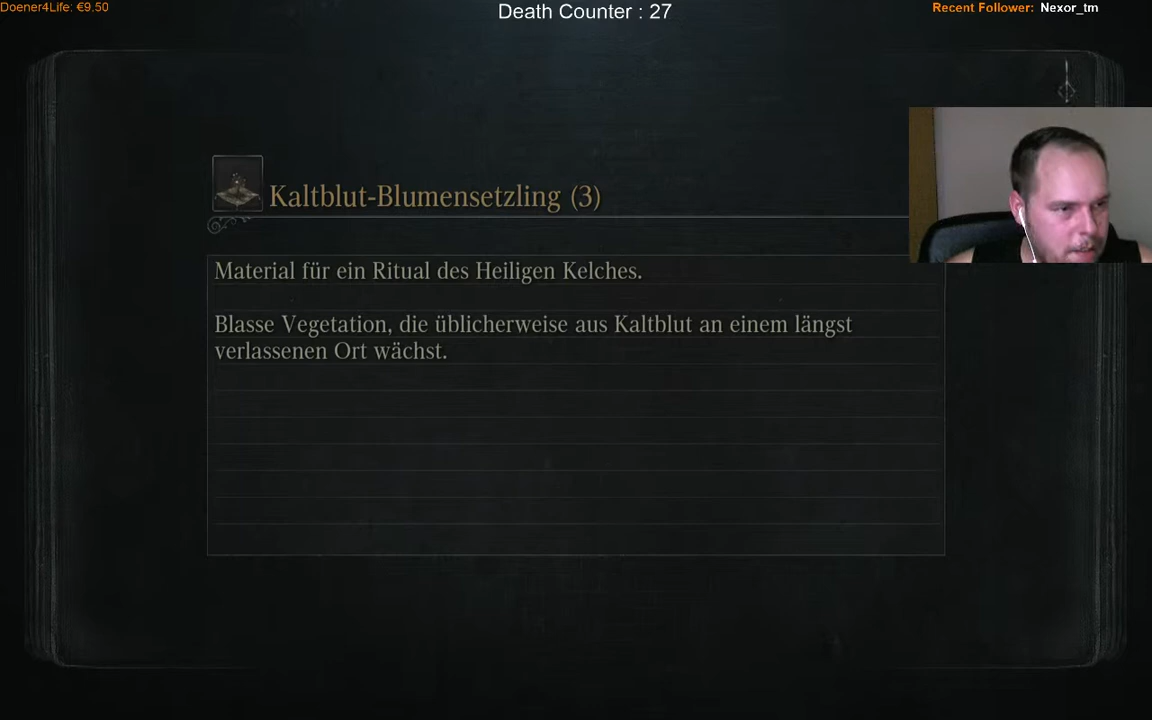 Doener4Life: €9.50
Death Counter : 27
Recent Follower: Nexor_tm
Kaltblut-Blumensetzling (3)
Material für ein Ritual des Heiligen Kelches.
Blasse Vegetation, die üblicherweise aus Kaltblut an einem längst
verlassenen Ort wächst.